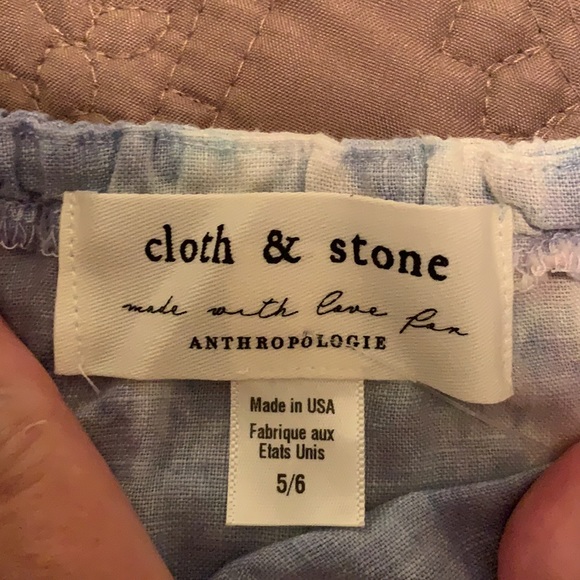 cloth & stone
made with love for
ANTHROPOLOGIE
Made in USA
Fabrique aux
Etats Unis
5/6